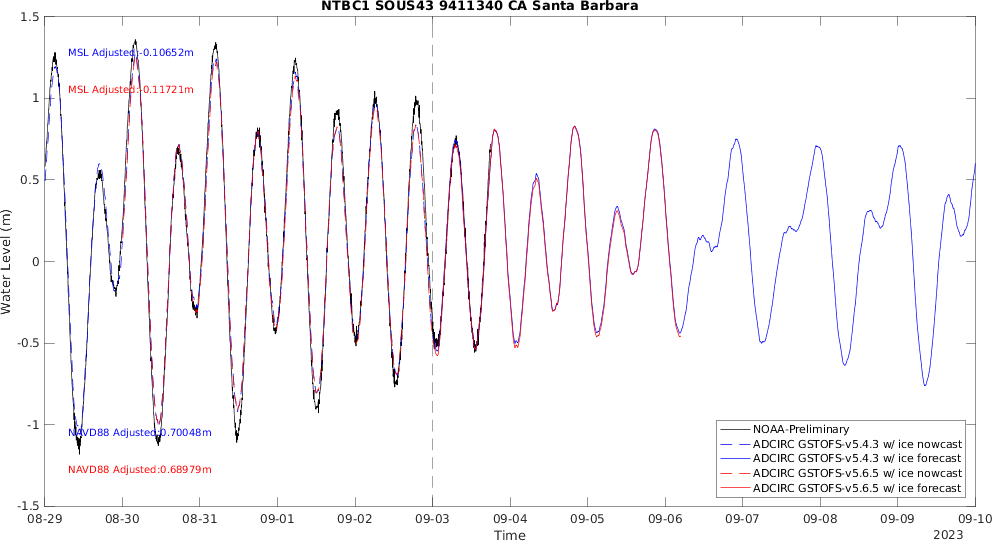 NTBC1 SOUS43 9411340 CA Santa Barbara
1.5
1
0.5
0
-0.5
-1
-1.5
Water Level (m)
MSL Adjusted:-0.10652m
MSL Adjusted:-0.11721m
NAVD88 Adjusted:0.70048m
NAVD88 Adjusted:0.68979m
NOAA-Preliminary
ADCIRC GSTOFS-v5.4.3 w/ ice nowcast
ADCIRC GSTOFS-v5.4.3 w/ ice forecast
ADCIRC GSTOFS-v5.6.5 w/ ice nowcast
ADCIRC GSTOFS-v5.6.5 w/ ice forecast
08-29 08-30 08-31 09-01 09-02 09-03 09-04 09-05 09-06 09-07 09-08 09-09 09-10
Time
2023